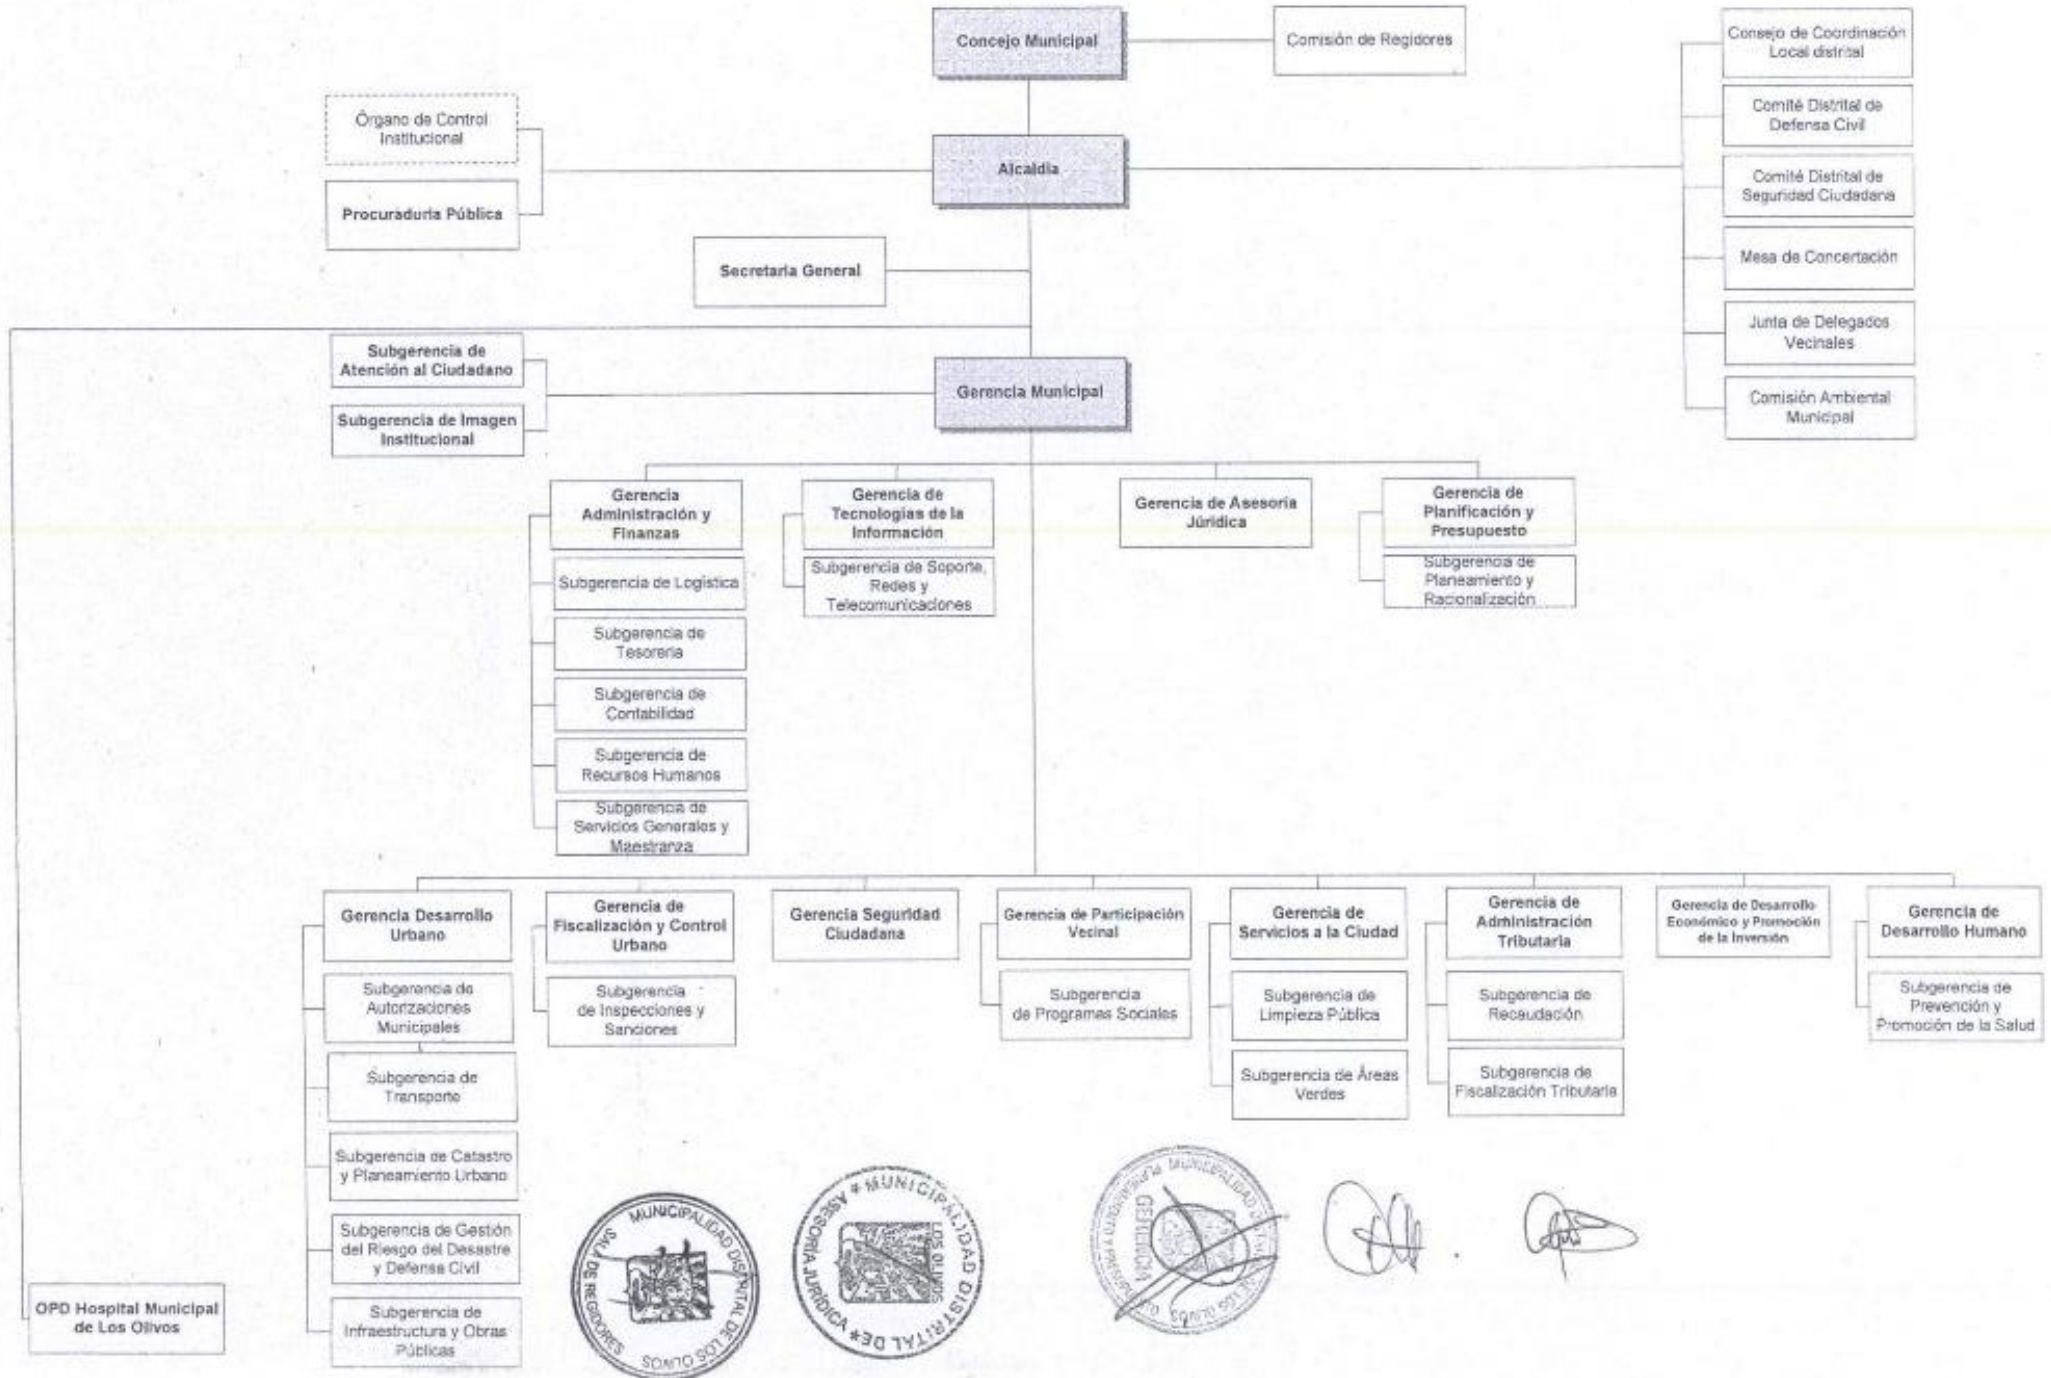 Concejo Municipal
Comisión de Regidores
Consejo de Coordinación
Local distrital
Comité Distrital de
Defensa Civil
Comité Distrital de
Seguridad Ciudadana
Mesa de Concertación
Junta de Delegados
Vecinales
Comisión Ambiental
Municipal
Órgano de Control
Institucional
Procuraduría Pública
Alcaldía
Secretaría General
Subgerencia de
Atención al Ciudadano
Subgerencia de Imagen
Institucional
Gerencia Municipal
Gerencia
Administración y
Finanzas
Subgerencia de Logística
Subgerencia de
Tesorería
Subgerencia de
Contabilidad
Subgerencia de
Recursos Humanos
Subgerencia de
Servicios Generales y
Maestranza
Gerencia de
Tecnologías de la
Información
Subgerencia de Soporte,
Redes y
Telecomunicaciones
Gerencia de Asesoría
Júridica
Gerencia de
Planificación y
Presupuesto
Subgerencia de
Planeamiento y
Racionalización
Gerencia Desarrollo
Urbano
Subgerencia de
Autorizaciones
Municipales
Subgerencia de
Transporte
Subgerencia de Catastro
y Planeamiento Urbano
Subgerencia de Gestión
del Riesgo del Desastre
y Defensa Civil
Subgerencia de
Infraestructura y Obras
Públicas
Gerencia de
Fiscalización y Control
Urbano
Subgerencia
de Inspecciones y
Sanciones
Gerencia Seguridad
Ciudadana
Gerencia de Participación
Vecinal
Subgerencia
de Programas Sociales
Gerencia de
Servicios a la Ciudad
Subgerencia de
Limpieza Pública
Subgerencia de Áreas
Verdes
Gerencia de
Administración
Tributaria
Subgerencia de
Recaudación
Subgerencia de
Fiscalización Tributaria
Gerencia de Desarrollo
Económico y Promoción
de la Inversión
Gerencia de
Desarrollo Humano
Subgerencia de
Prevención y
Promoción de la Salud
OPD Hospital Municipal
de Los Olivos
MUNICIPALIDAD DISTRITAL DE LOS OLIVOS
SALA DE REGIDORES
MUNICIPALIDAD DISTRITAL DE
LOS OLIVOS
ASESORIA JURIDICA
MUNICIPALIDAD
LOS OLIVOS
GERENCIA